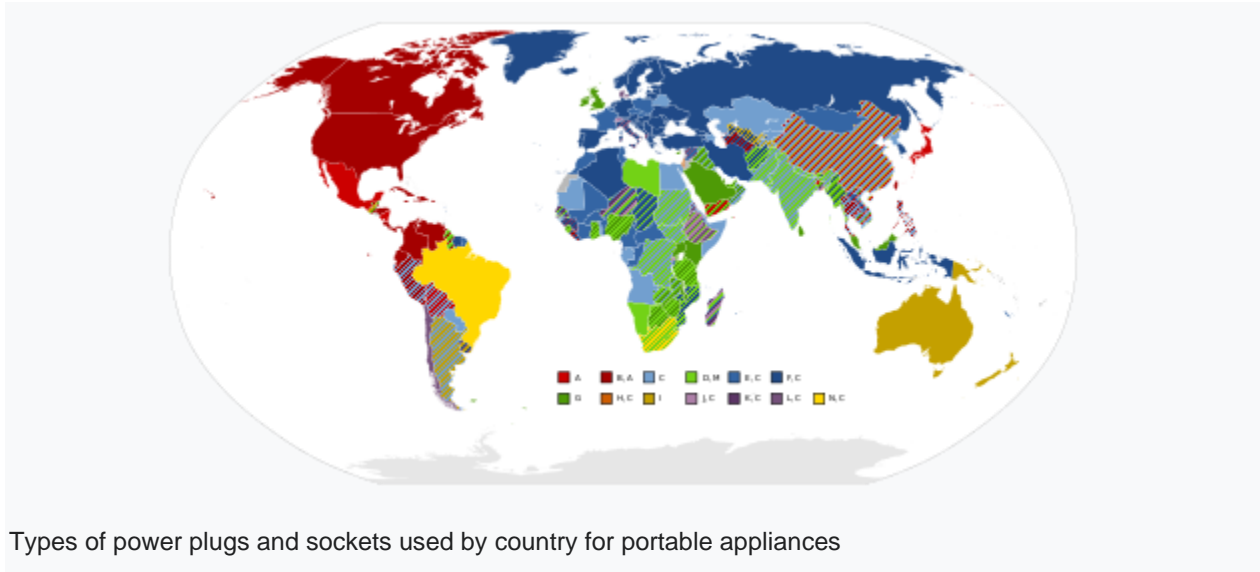 A B, A C D, M E, C F, C
G H, C I J, C K, C L, C N, C
Types of power plugs and sockets used by country for portable appliances